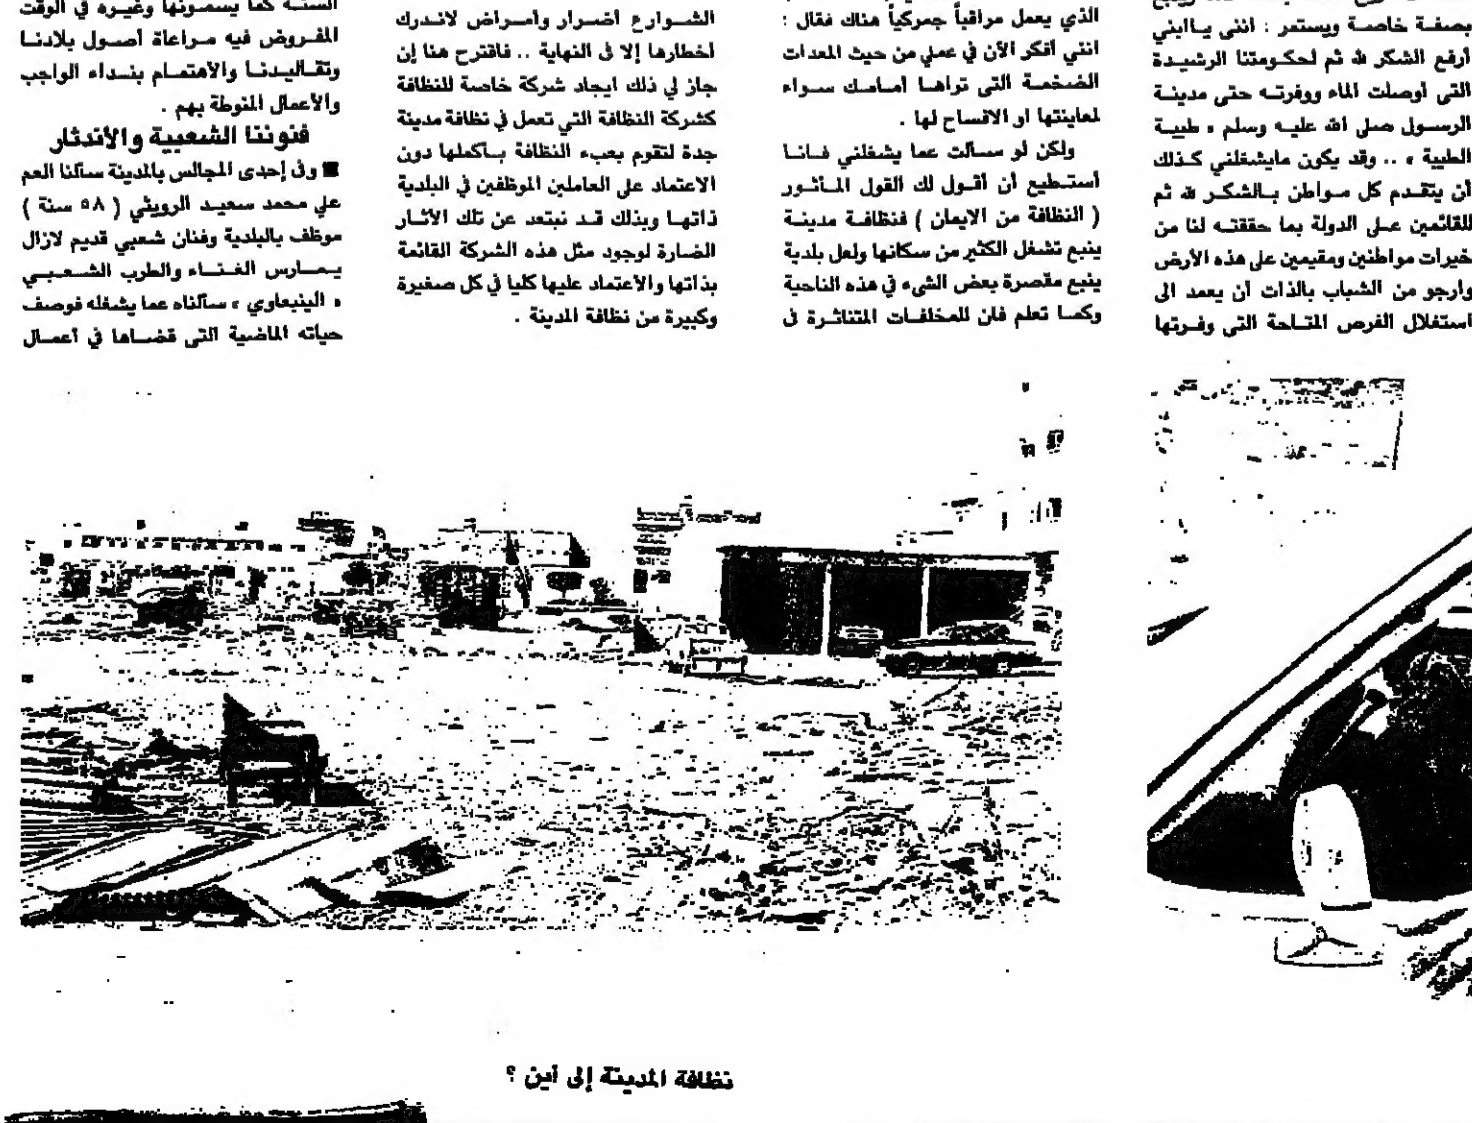 بصفة خاصة ويستمر : انني يا ابني
أرفع الشكر لله ثم لحكومتنا الرشيدة
التي أوصلت الماء ووفرته حتى مدينة
الرسول صلى الله عليه وسلم « طيبة
الطيبة » .. وقد يكون مايشغلني كذلك
أن يتقدم كل مواطن بالشكر لله ثم
للقائمين على الدولة بما حققته لنا من
خيرات مواطنين ومقيمين على هذه الأرض
وارجو من الشباب بالذات أن يعمد الى
استغلال الفرص المتاحة التي وفرتها
الذي يعمل مراقباً جمركياً هناك فقال :
انني أفكر الآن في عملي من حيث المعدات
الضخمة التي تراها أمامك سواء
لمعاينتها او الافساح لها .
ولكن لو سألت عما يشغلني فانا
أستطيع أن أقول لك القول المأثور
( النظافة من الايمان ) فنظافة مدينة
ينبع تشغل الكثير من سكانها ولعل بلدية
ينبع مقصرة بعض الشيء في هذه الناحية
وكما تعلم فان للمخلفات المتناثرة في
الشوارع أضرار وأمراض لاندرك
أخطارها إلا في النهاية .. فاقترح هنا إن
جاز لي ذلك ايجاد شركة خاصة للنظافة
كشركة النظافة التي تعمل في نظافة مدينة
جدة لتقوم بعبء النظافة بأكملها دون
الاعتماد على العاملين الموظفين في البلدية
ذاتها وبذلك قد نبتعد عن تلك الآثار
الضارة لوجود مثل هذه الشركة القائمة
بذاتها والأعتماد عليها كليا في كل صغيرة
وكبيرة من نظافة المدينة .
السنة كما يسمونها وغيره في الوقت
المفروض فيه مراعاة أصول بلادنا
وتقاليدنا والأهتمام بنداء الواجب
والأعمال المنوطة بهم .
فنوننا الشعبية والأندثار
■ وفي إحدى المجالس بالمدينة سألنا العم
علي محمد سعيد الرويثي ( ٥٨ سنة )
موظف بالبلدية وفنان شعبي قديم لازال
يمارس الغناء والطرب الشعبي
« الينبعاوي » سألناه عما يشغله فوصف
حياته الماضية التي قضاها في أعمال
نظافة المدينة إلى أين ؟